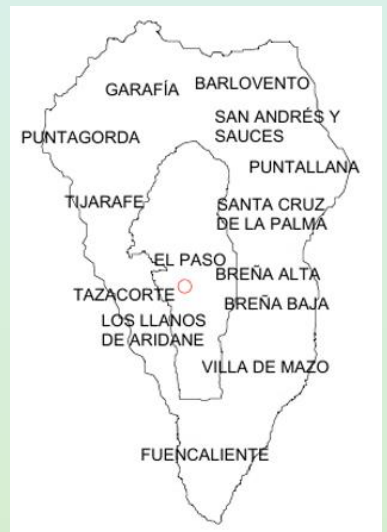 GARAFÍA
BARLOVENTO
SAN ANDRÉS Y
SAUCES
PUNTAGORDA
PUNTALLANA
TIJARAFE
SANTA CRUZ
DE LA PALMA
EL PASO
BREÑA ALTA
TAZACORTE
BREÑA BAJA
LOS LLANOS
DE ARIDANE
VILLA DE MAZO
FUENCALIENTE